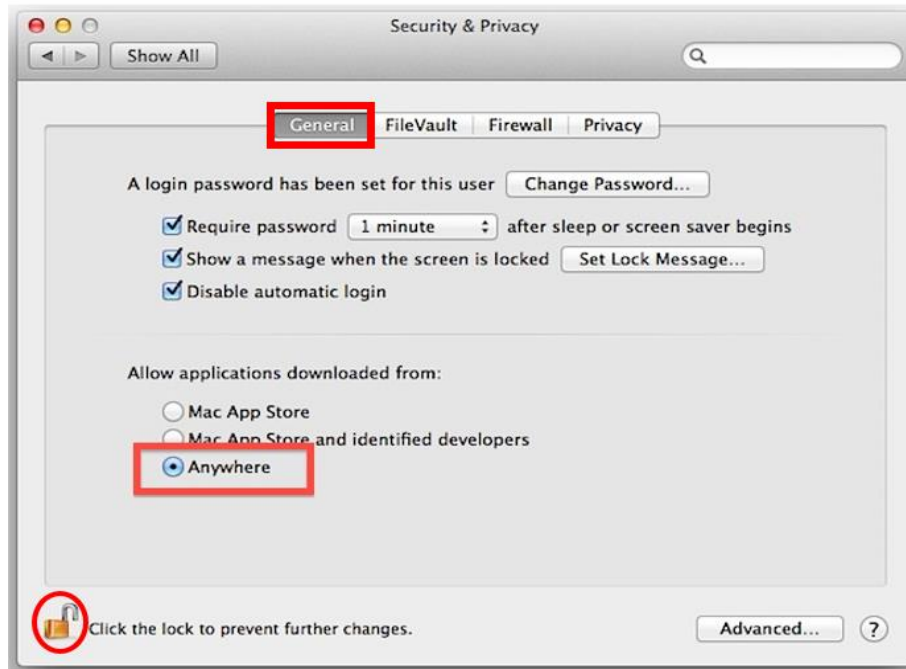 Security & Privacy
Show All
General FileVault Firewall Privacy
A login password has been set for this user Change Password...
Require password 1 minute after sleep or screen saver begins
Show a message when the screen is locked Set Lock Message...
Disable automatic login
Allow applications downloaded from:
Mac App Store
Mac App Store and identified developers
Anywhere
Click the lock to prevent further changes. Advanced... ?